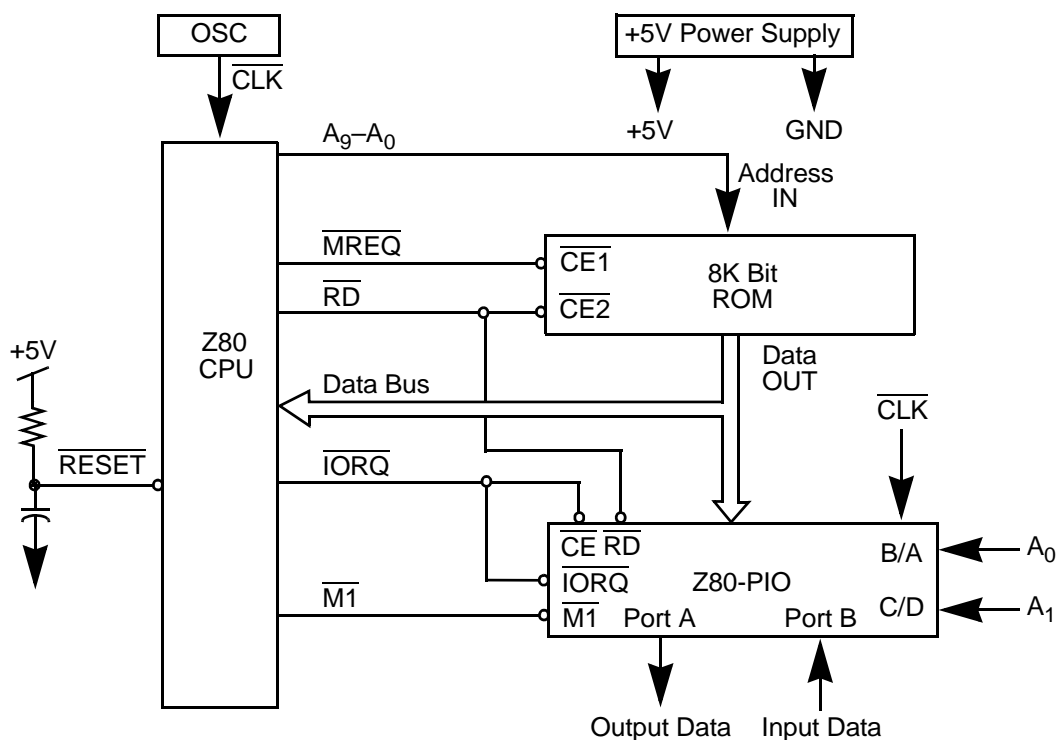 OSC
+5V Power Supply
CLK
+5V
GND
A9–A0
Address
IN
MREQ
CE1
8K Bit
ROM
RD
CE2
Z80
CPU
+5V
Data
OUT
Data Bus
CLK
RESET
IORQ
CE RD
B/A
A0
IORQ
Z80-PIO
M1
M1
Port A
Port B
C/D
A1
Output Data
Input Data